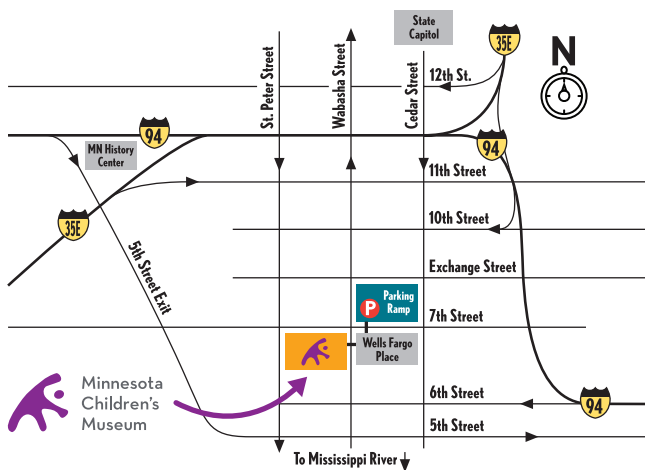 State
Capitol
35E
N
12th St.
St. Peter Street
Wabasha Street
Cedar Street
94
MN History
Center
94
11th Street
35E
10th Street
5th Street Exit
Exchange Street
P
Parking
Ramp
7th Street
Wells Fargo
Place
Minnesota
Children's
Museum
6th Street
94
5th Street
To Mississippi River